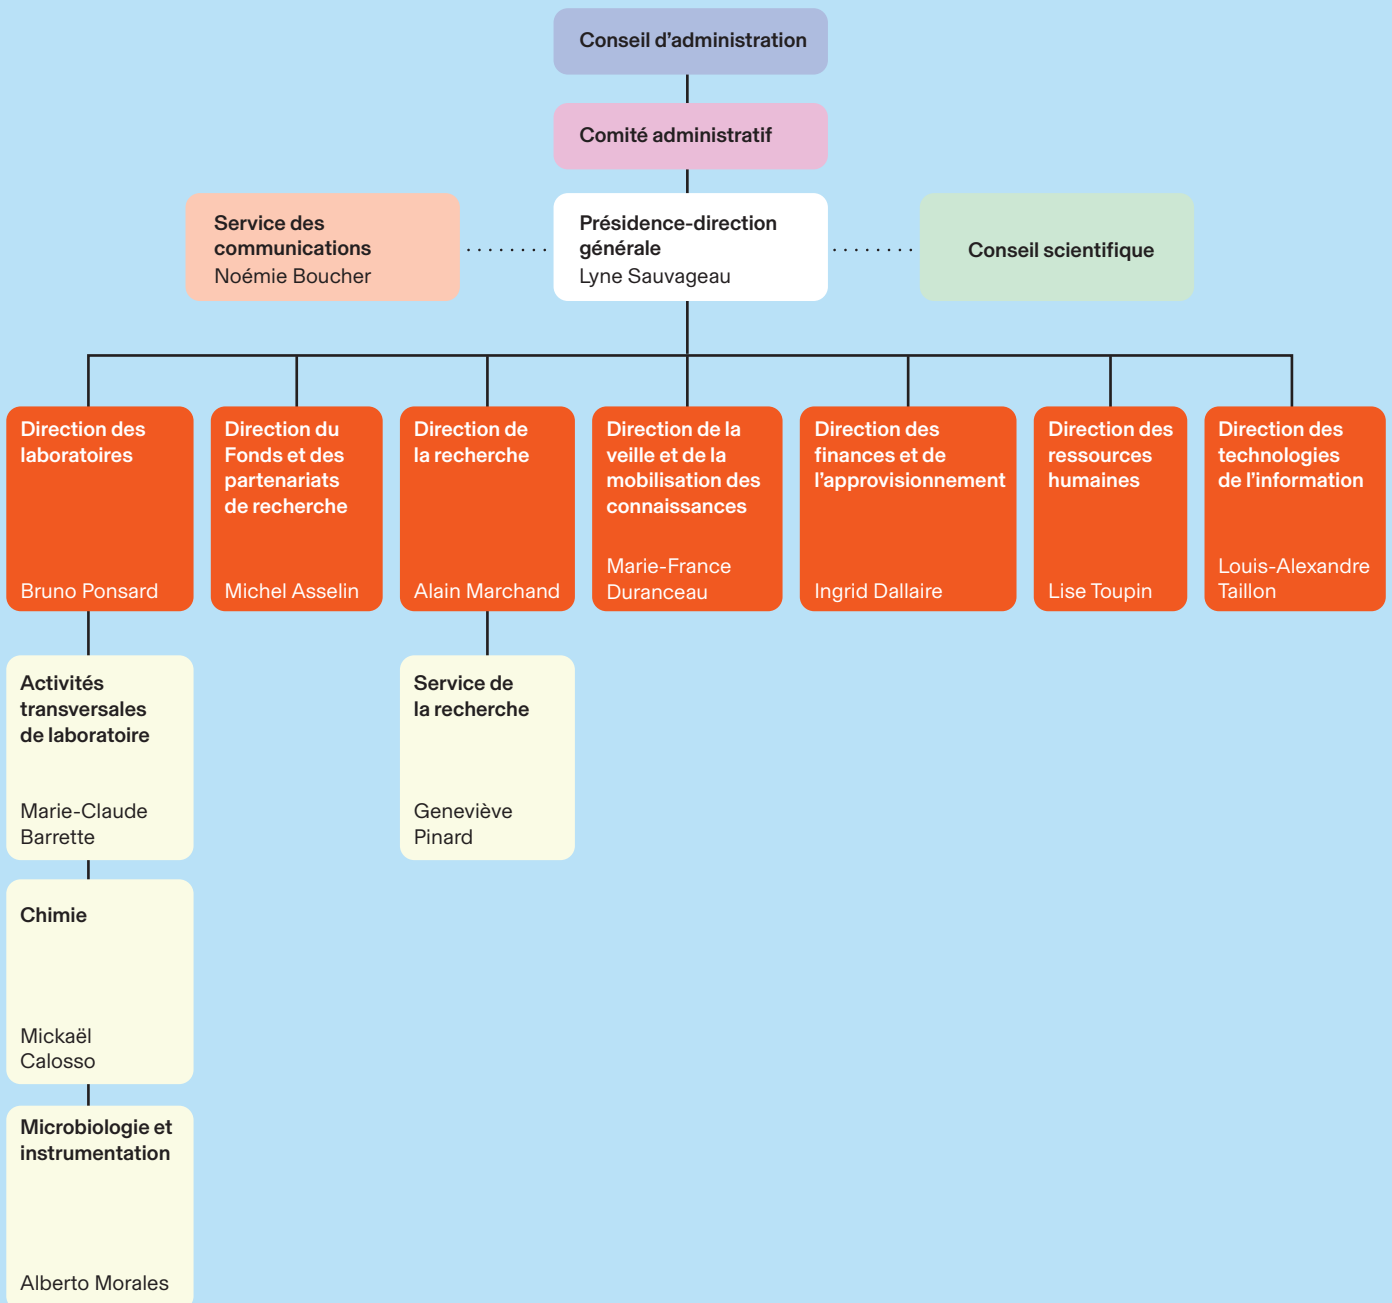 Conseil d’administration
Comité administratif
Service des
communications
Noémie Boucher
Présidence-direction
générale
Lyne Sauvageau
Conseil scientifique
Direction des
laboratoires
Bruno Ponsard
Direction du
Fonds et des
partenariats
de recherche
Michel Asselin
Direction de
la recherche
Alain Marchand
Direction de la
veille et de la
mobilisation des
connaissances
Marie-France
Duranceau
Direction des
finances et de
l’approvisionnement
Ingrid Dallaire
Direction des
ressources
humaines
Lise Toupin
Direction des
technologies
de l’information
Louis-Alexandre
Taillon
Activités
transversales
de laboratoire
Marie-Claude
Barrette
Service de
la recherche
Geneviève
Pinard
Chimie
Mickaël
Calosso
Microbiologie et
instrumentation
Alberto Morales